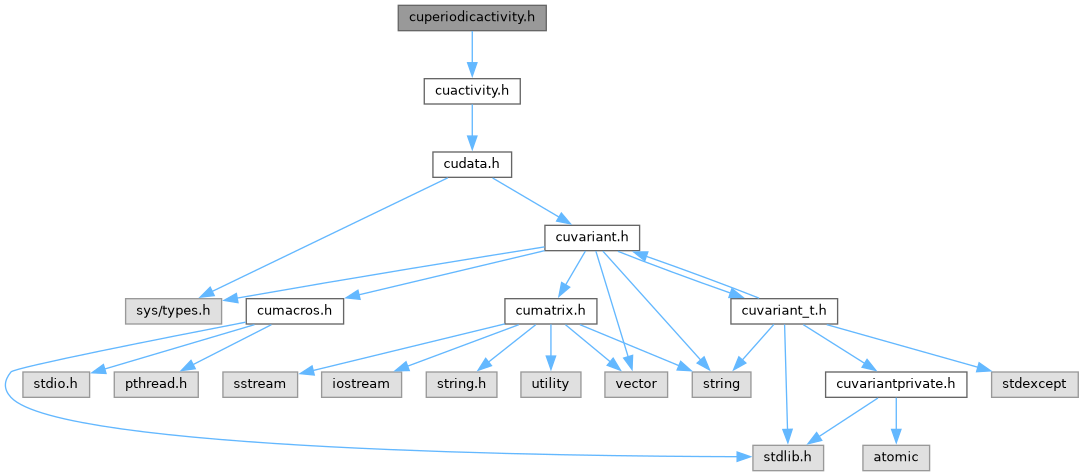 cuperiodicactivity.h
cuactivity.h
cudata.h
cuvariant.h
sys/types.h
cumacros.h
cumatrix.h
cuvariant_t.h
stdio.h
pthread.h
sstream
iostream
string.h
utility
vector
string
cuvariantprivate.h
stdexcept
stdlib.h
atomic